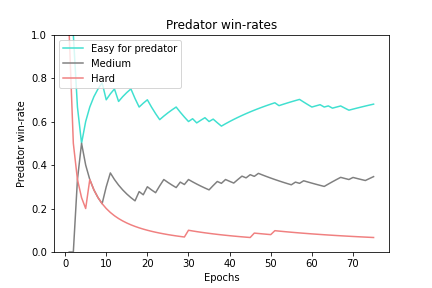 Predator win-rates
Predator win-rate
1.0
0.8
0.6
0.4
0.2
0.0
Easy for predator
Medium
Hard
0 10 20 30 40 50 60 70
Epochs